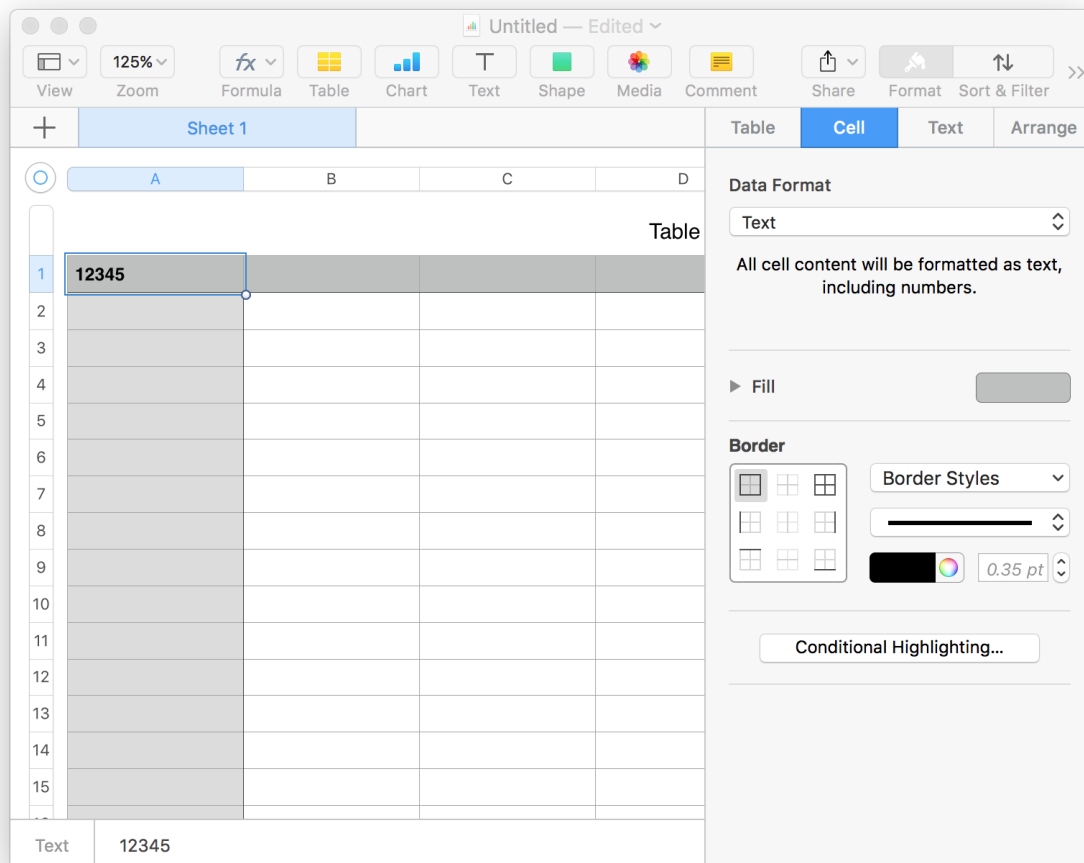 Untitled — Edited
125%
fx
T
View Zoom Formula Table Chart Text Shape Media Comment Share Format Sort & Filter
Sheet 1
Table Cell Text Arrange
A B C D
Data Format
Text
Table
All cell content will be formatted as text,
including numbers.
1 12345
2
3
4
Fill
5
Border
6
Border Styles
7
8
9
0.35 pt
10
11
Conditional Highlighting...
12
13
14
15
Text 12345